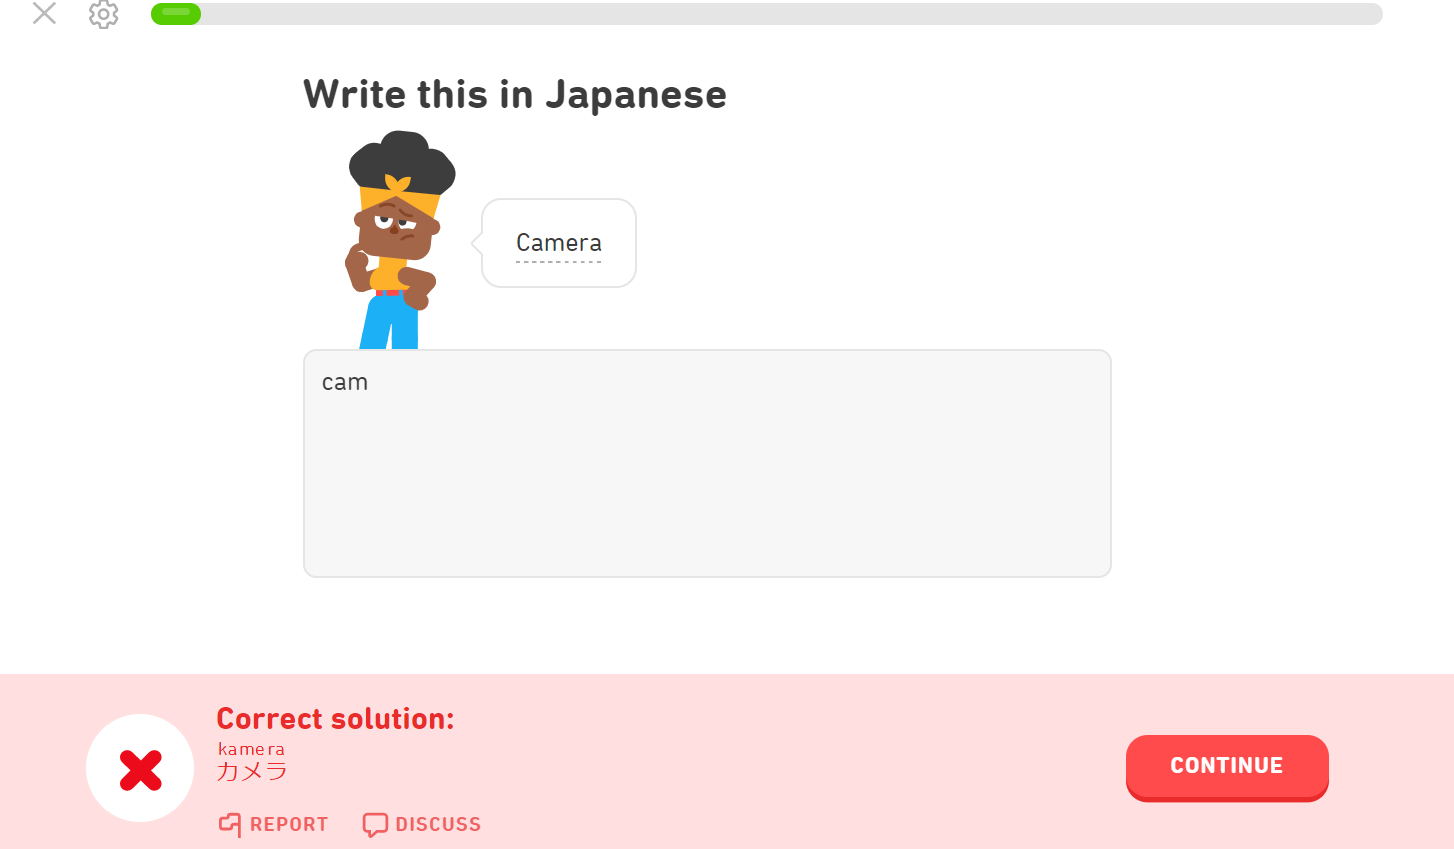 Write this in Japanese
Camera
cam
Correct solution:
kamera
カメラ
REPORT DISCUSS
CONTINUE